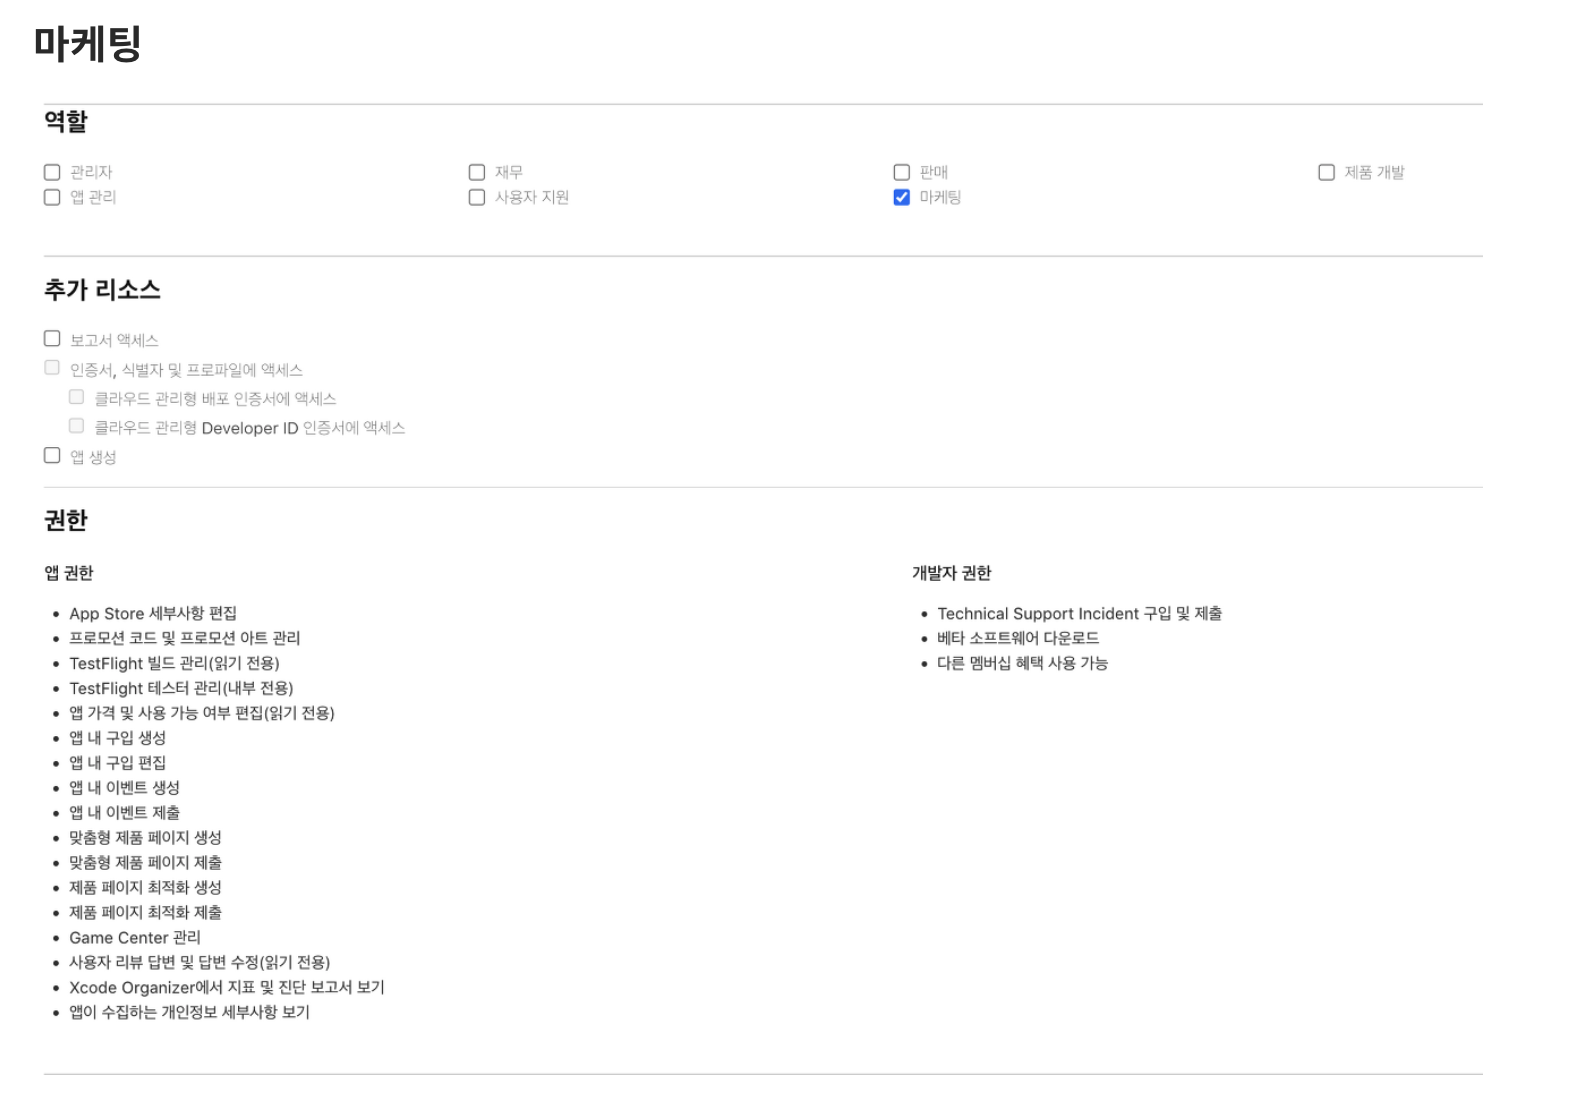 마케팅
역할
관리자
재무
판매
제품 개발
앱 관리
사용자 지원
마케팅
추가 리소스
보고서 액세스
인증서, 식별자 및 프로파일에 액세스
클라우드 관리형 배포 인증서에 액세스
클라우드 관리형 Developer ID 인증서에 액세스
앱 생성
권한
앱 권한
App Store 세부사항 편집
프로모션 코드 및 프로모션 아트 관리
TestFlight 빌드 관리(읽기 전용)
TestFlight 테스터 관리(내부 전용)
앱 가격 및 사용 가능 여부 편집(읽기 전용)
앱 내 구입 생성
앱 내 구입 편집
앱 내 이벤트 생성
앱 내 이벤트 제출
맞춤형 제품 페이지 생성
맞춤형 제품 페이지 제출
제품 페이지 최적화 생성
제품 페이지 최적화 제출
Game Center 관리
사용자 리뷰 답변 및 답변 수정(읽기 전용)
Xcode Organizer에서 지표 및 진단 보고서 보기
앱이 수집하는 개인정보 세부사항 보기
개발자 권한
Technical Support Incident 구입 및 제출
베타 소프트웨어 다운로드
다른 멤버십 혜택 사용 가능